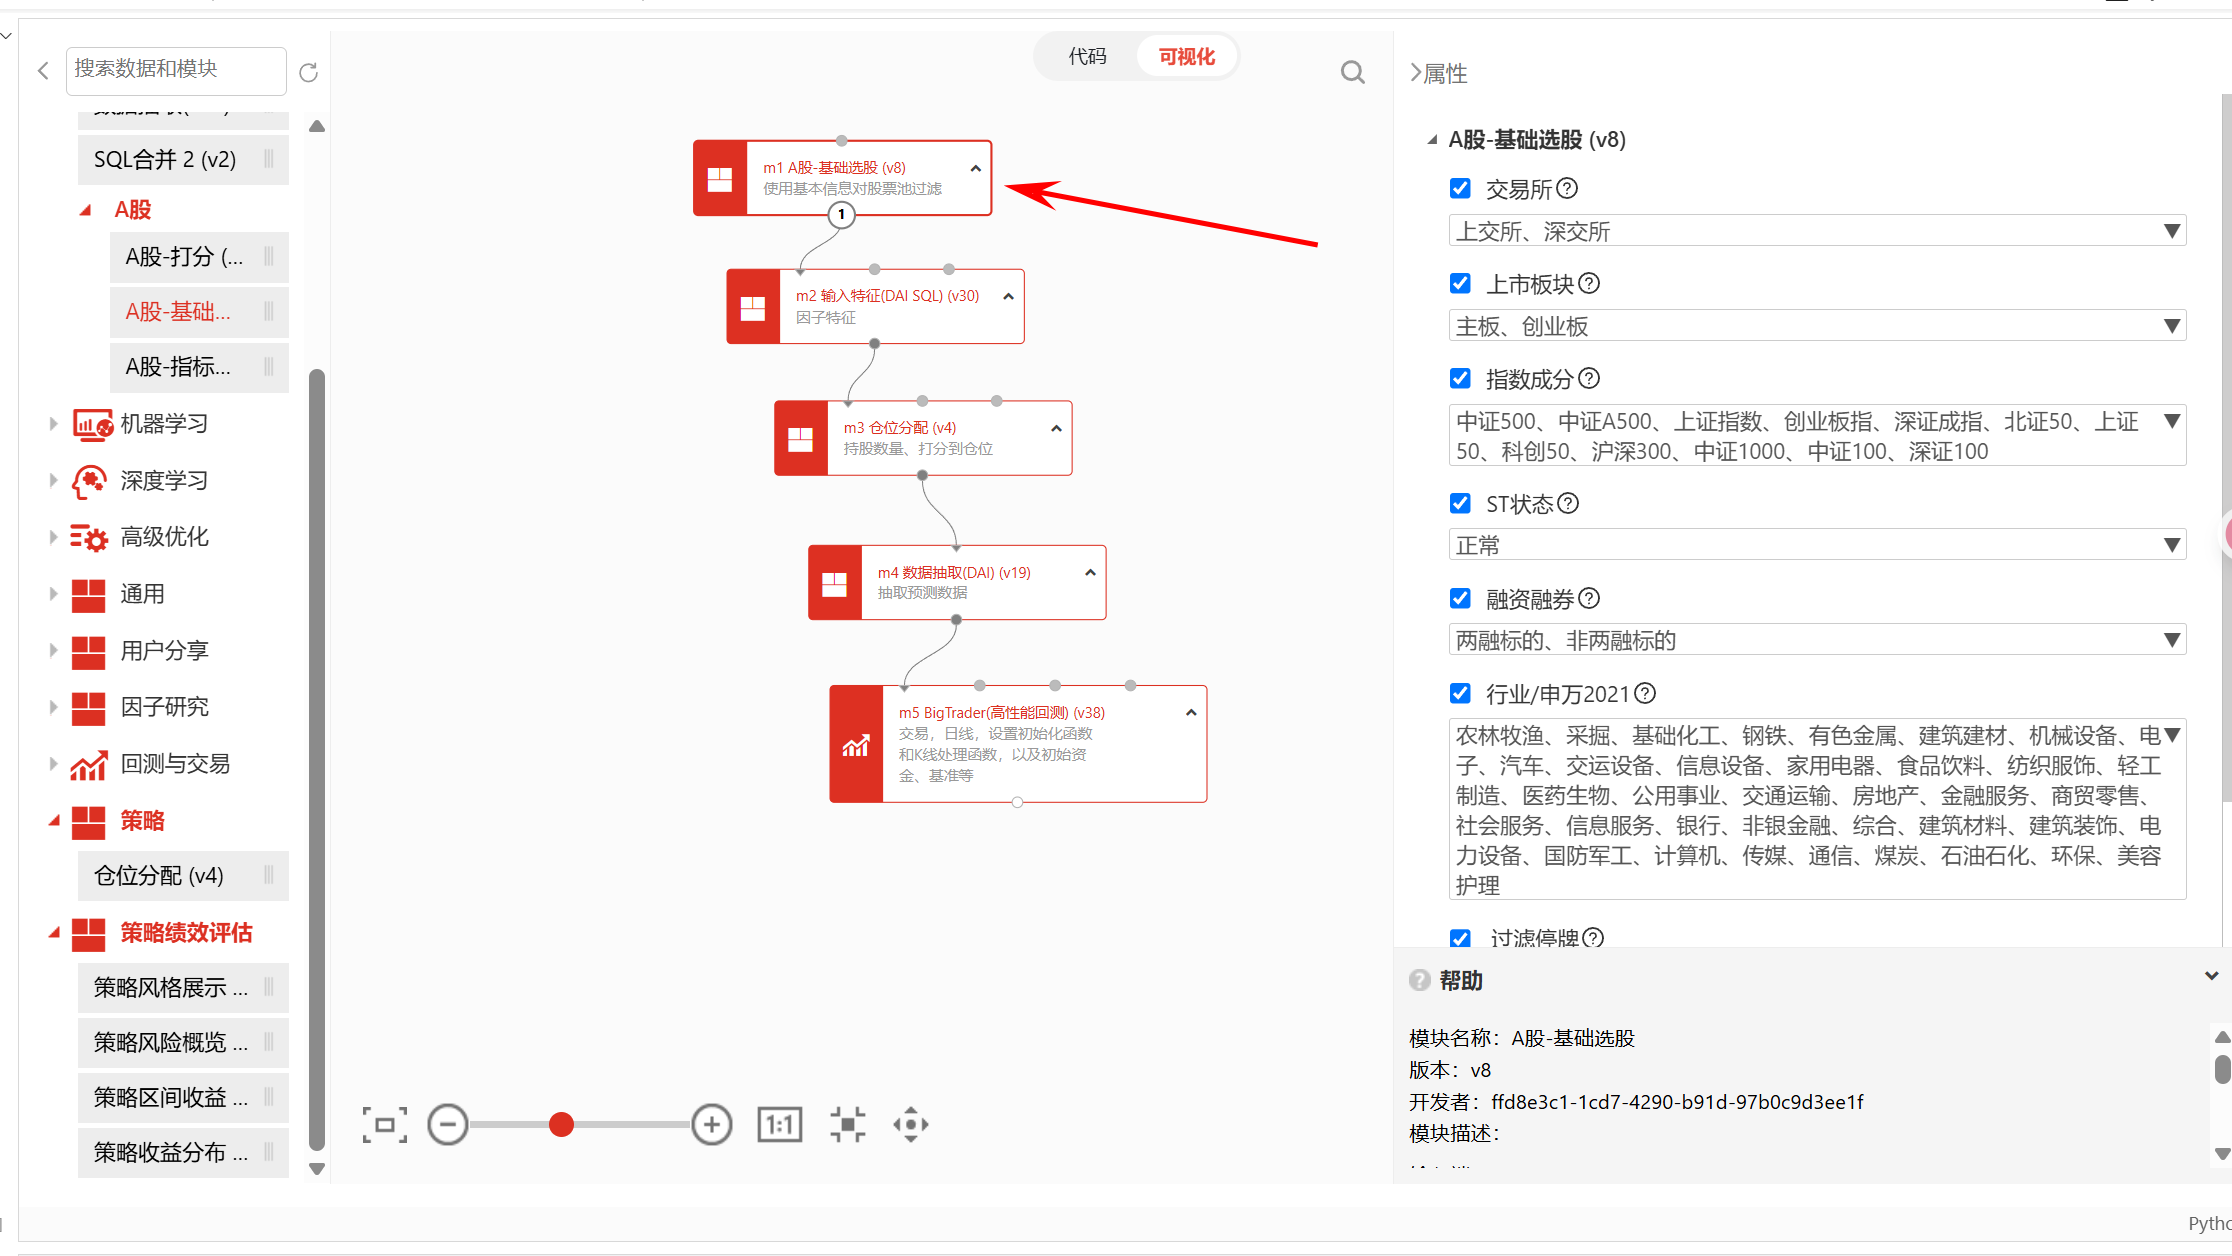 搜索数据和模块
SQL合并 2 (v2)
A股
A股-打分 (...
A股-基础...
A股-指标...
机器学习
深度学习
高级优化
通用
用户分享
因子研究
回测与交易
策略
仓位分配 (v4)
策略绩效评估
策略风格展示 ...
策略风险概览 ...
策略区间收益 ...
策略收益分布 ...
代码
可视化
m1 A股-基础选股 (v8)
使用基本信息对股票池过滤
1
m2 输入特征(DAI SQL) (v30)
因子特征
m3 仓位分配 (v4)
持股数量、打分到仓位
m4 数据抽取(DAI) (v19)
抽取预测数据
m5 BigTrader(高性能回测) (v38)
交易，日线，设置初始化函数
和K线处理函数，以及初始资
金、基准等
1:1
属性
A股-基础选股 (v8)
交易所?
上交所、深交所
上市板块?
主板、创业板
指数成分?
中证500、中证A500、上证指数、创业板指、深证成指、北证50、上证
50、科创50、沪深300、中证1000、中证100、深证100
ST状态?
正常
融资融券?
两融标的、非两融标的
行业/申万2021?
农林牧渔、采掘、基础化工、钢铁、有色金属、建筑建材、机械设备、电
子、汽车、交运设备、信息设备、家用电器、食品饮料、纺织服饰、轻工
制造、医药生物、公用事业、交通运输、房地产、金融服务、商贸零售、
社会服务、信息服务、银行、非银金融、综合、建筑材料、建筑装饰、电
力设备、国防军工、计算机、传媒、通信、煤炭、石油石化、环保、美容
护理
过滤停牌?
? 帮助
模块名称：A股-基础选股
版本：v8
开发者：ffd8e3c1-1cd7-4290-b91d-97b0c9d3ee1f
模块描述：
Pytho